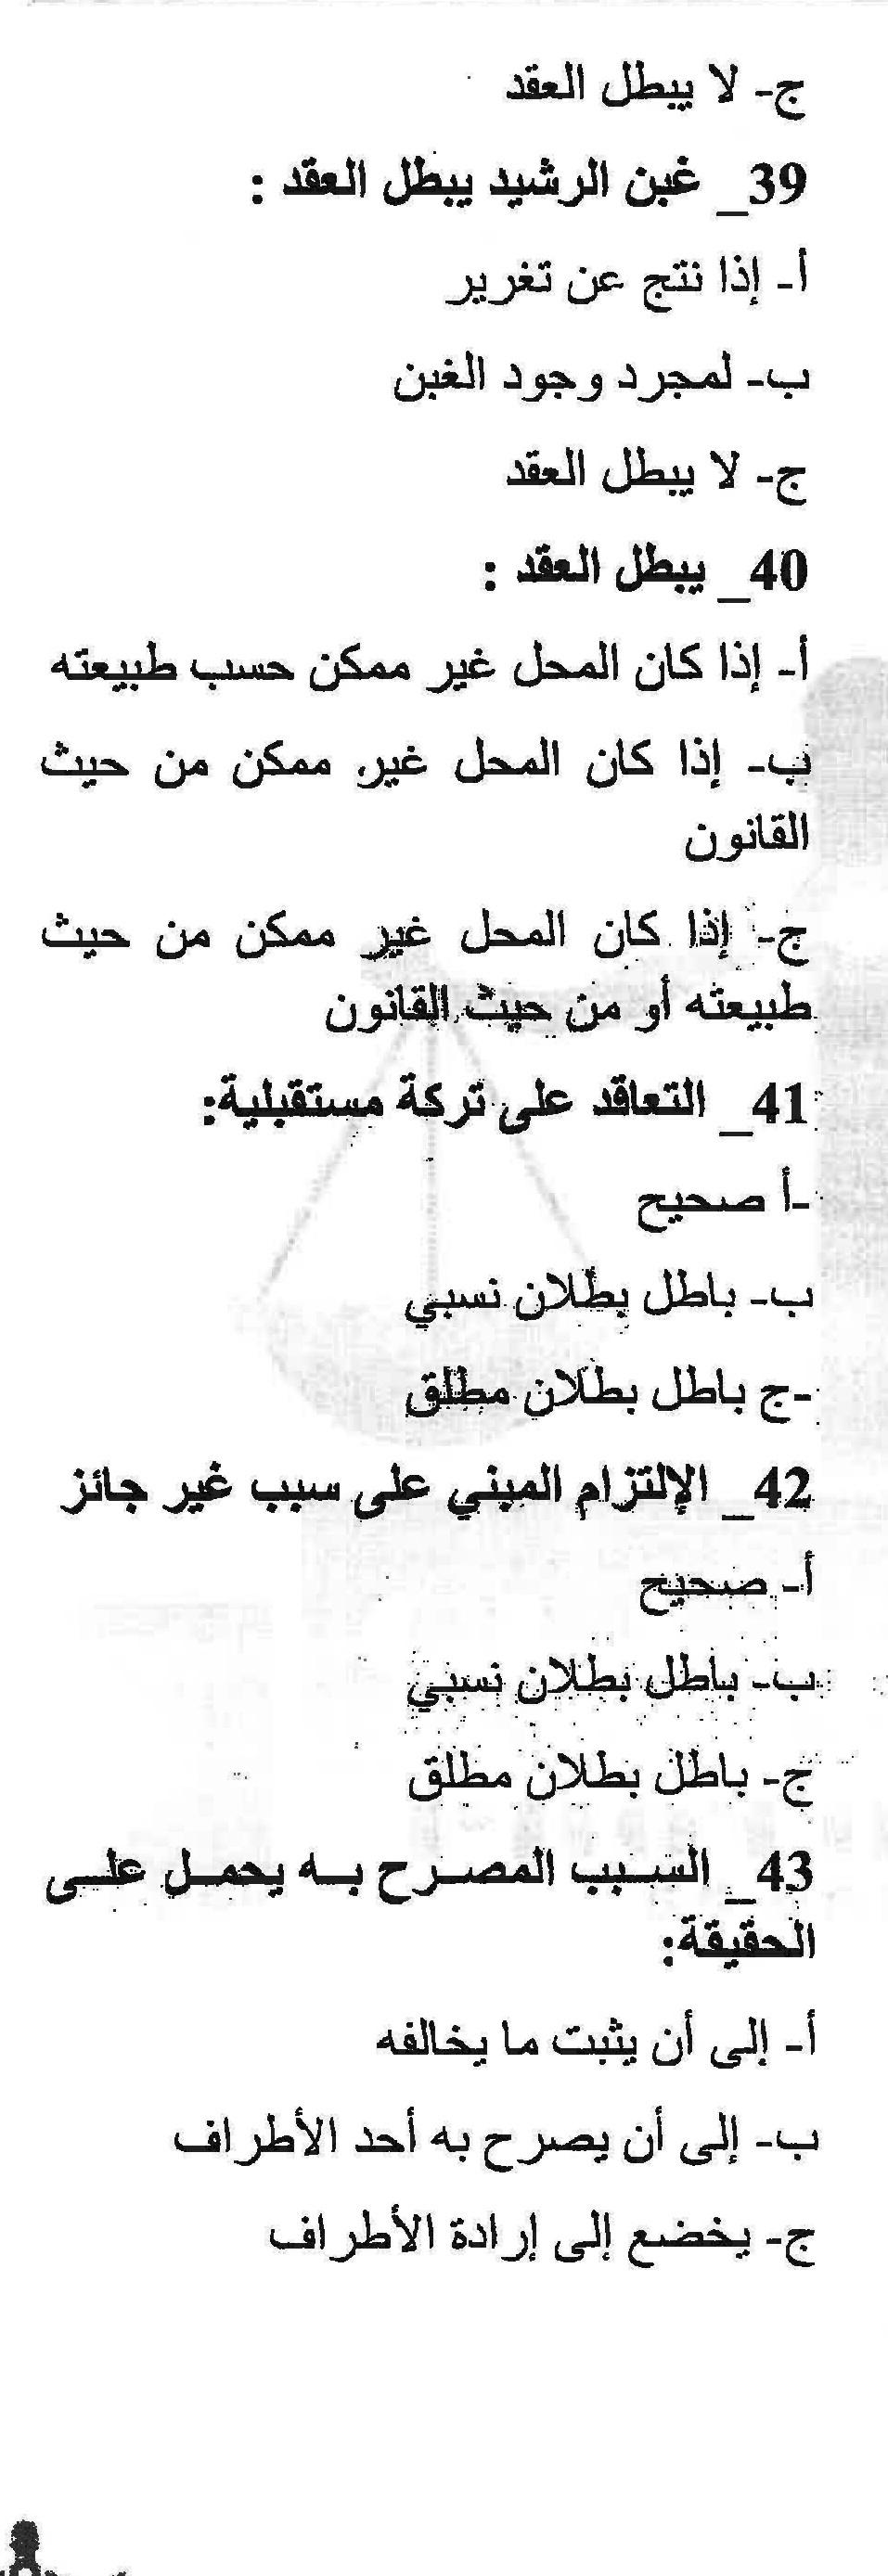 ج- لا يبطل العقد
39_ غبن الرشيد يبطل العقد :
أ- إذا نتج عن تغرير
ب- لمجرد وجود الغبن
ج- لا يبطل العقد
40_ يبطل العقد :
أ- إذا كان المحل غير ممكن حسب طبيعته
ب- إذا كان المحل غير ممكن من حيث
القانون
ج- إذا كان المحل غير ممكن من حيث
طبيعته أو من حيث القانون
41_ التعاقد على تركة مستقبلية:
-أ صحيح
ب- باطل بطلان نسبي
-ج باطل بطلان مطلق
42_ الإلتزام المبني على سبب غير جائز
أ- صحيح
ب- باطل بطلان نسبي
ج- باطل بطلان مطلق
43_ السبب المصرح به يحمل على
الحقيقة:
أ- إلى أن يثبت ما يخالفه
ب- إلى أن يصرح به أحد الأطراف
ج- يخضع إلى إرادة الأطراف